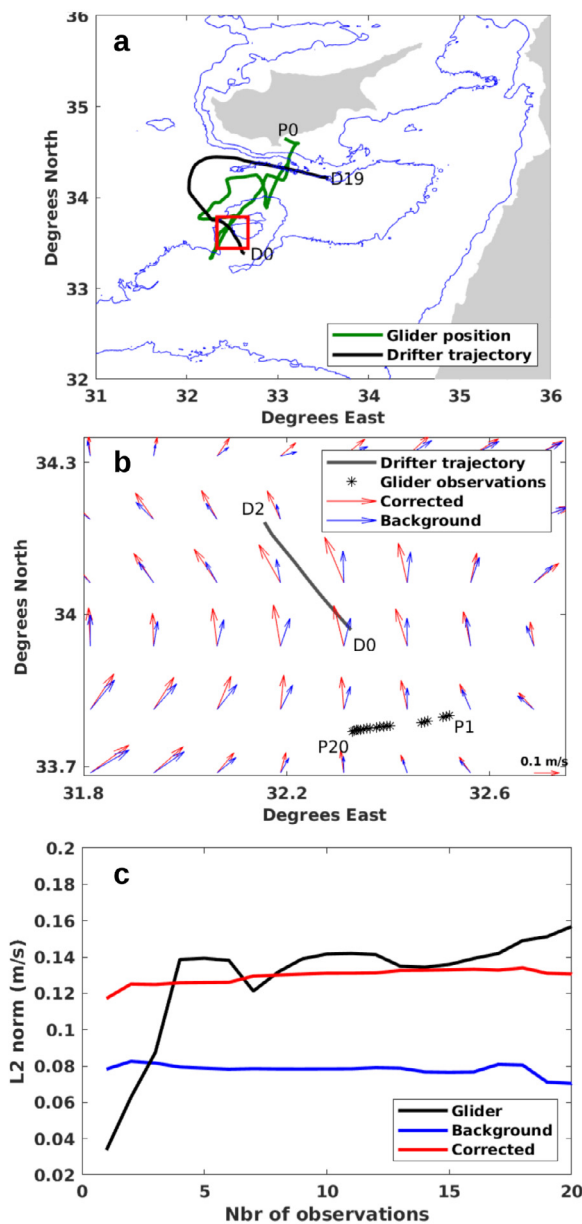 a
36
35
34
33
32
Degrees North
P0
D19
D0
Glider position
Drifter trajectory
31 32 33 34 35 36
Degrees East
b
34.3
34
33.7
Degrees North
Drifter trajectory
Glider observations
Corrected
Background
D2
D0
P20
P1
0.1 m/s
31.8 32.2 32.6
Degrees East
c
0.2
0.18
0.16
0.14
0.12
0.1
0.08
0.06
0.04
0.02
L2 norm (m/s)
Glider
Background
Corrected
0 5 10 15 20
Nbr of observations